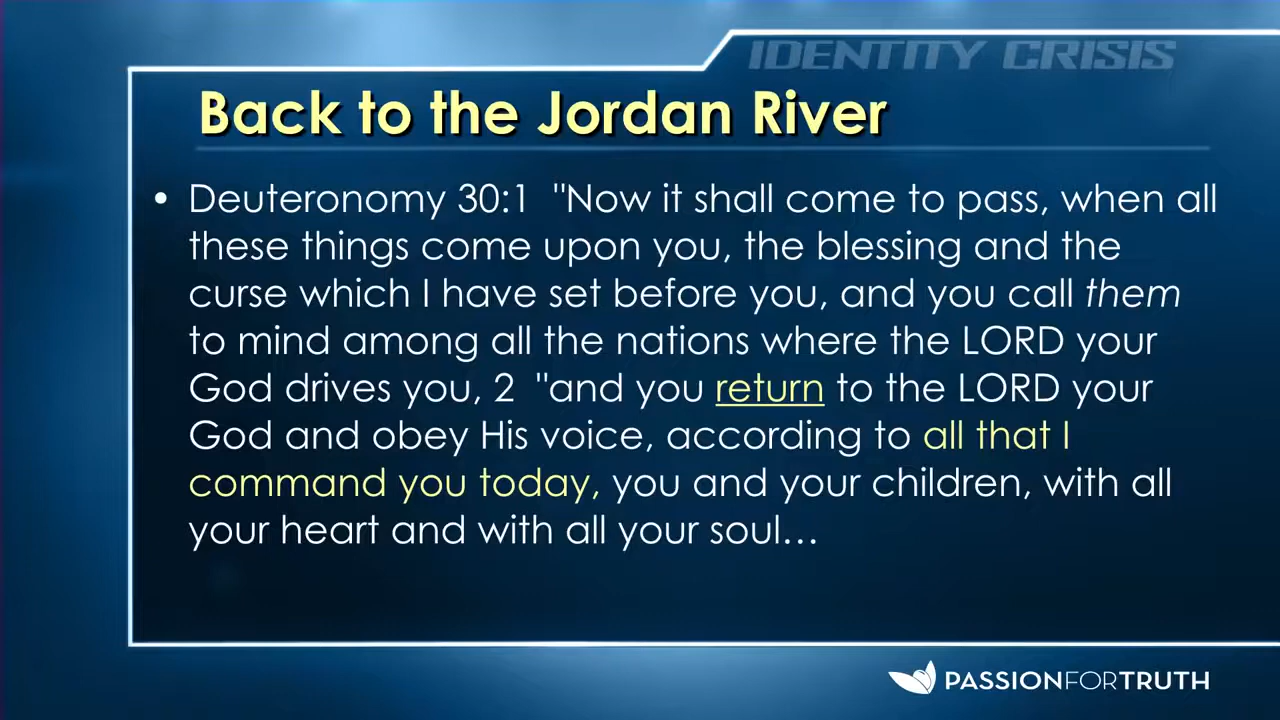 IDENTITY CRISIS
Back to the Jordan River
• Deuteronomy 30:1 "Now it shall come to pass, when all
these things come upon you, the blessing and the
curse which I have set before you, and you call them
to mind among all the nations where the LORD your
God drives you, 2 "and you return to the LORD your
God and obey His voice, according to all that I
command you today, you and your children, with all
your heart and with all your soul…
PASSIONFORTRUTH